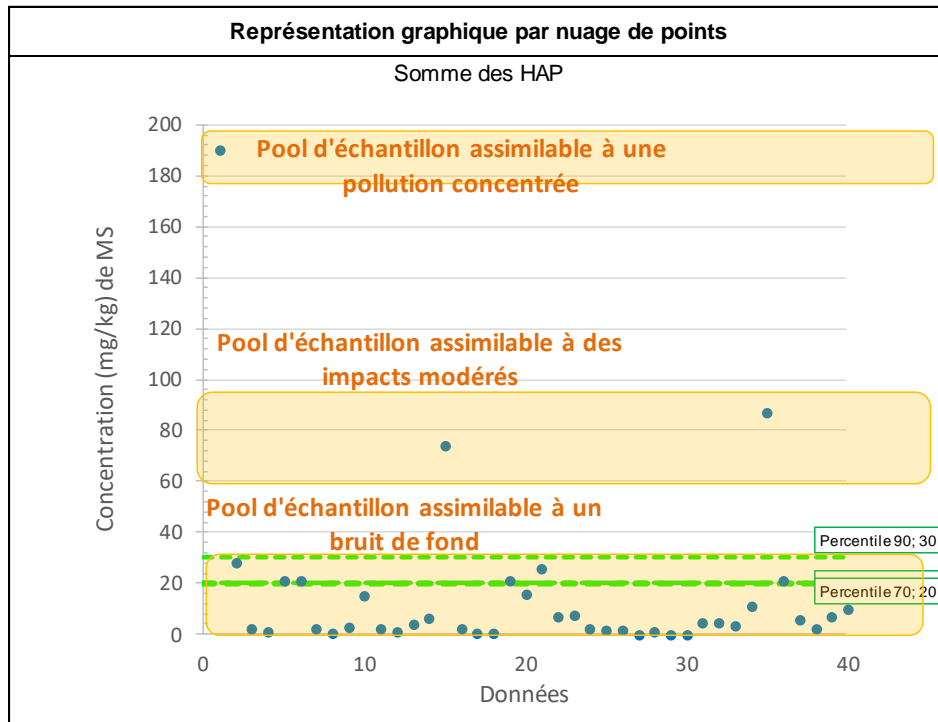 Représentation graphique par nuage de points
Somme des HAP
200
180
160
140
120
100
80
60
40
20
0
Concentration (mg/kg) de MS
Pool d'échantillon assimilable à une
pollution concentrée
Pool d'échantillon assimilable à des
impacts modérés
Pool d'échantillon assimilable à un
bruit de fond
Percentile 90; 30
Percentile 70; 20
0
10
20
30
40
Données